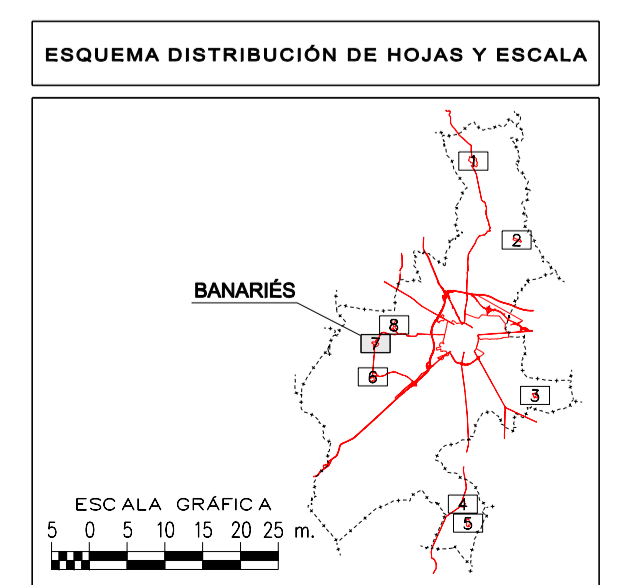 ESQUEMA DISTRIBUCIÓN DE HOJAS Y ESCALA
1
2
BANARIÉS
8
7
6
3
ESCALA GRÁFICA
4
5 0 5 10 15 20 25 m.
5